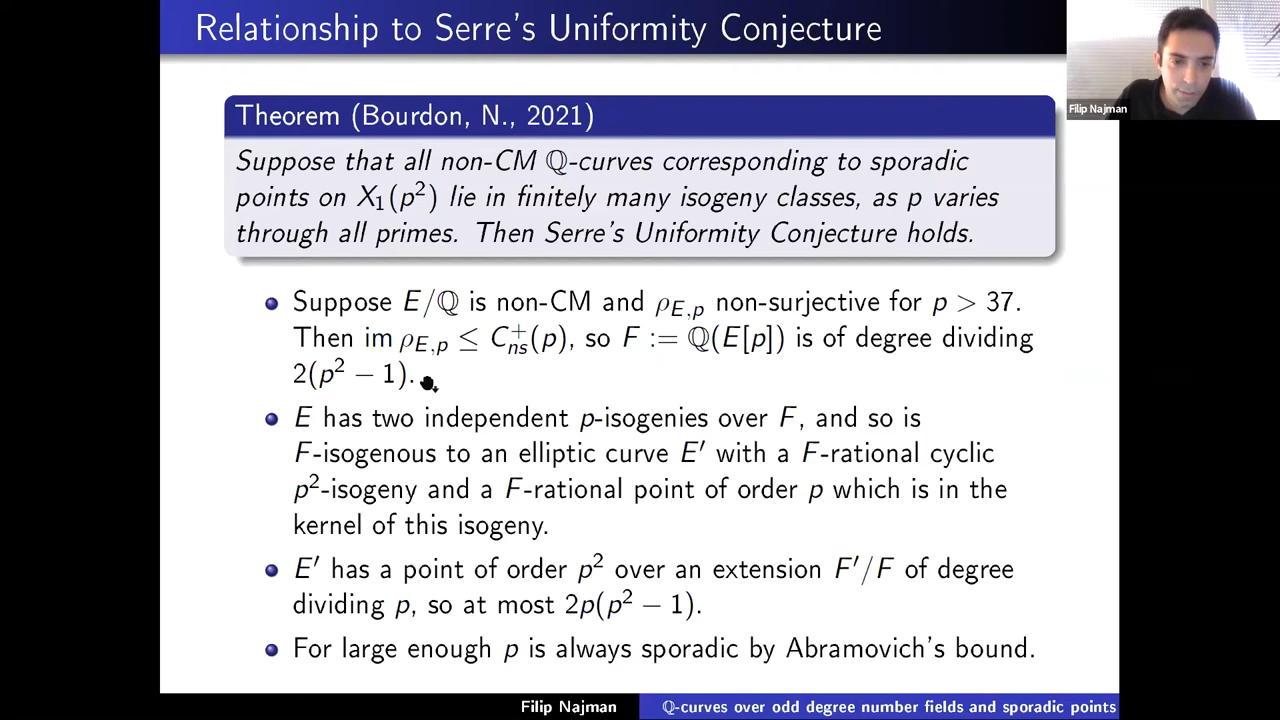 Relationship to Serre's Uniformity Conjecture
Filip Najman
Theorem (Bourdon, N., 2021)
Suppose that all non-CM ℚ-curves corresponding to sporadic
points on X₁(p²) lie in finitely many isogeny classes, as p varies
through all primes. Then Serre's Uniformity Conjecture holds.
Suppose E/ℚ is non-CM and ρ_{E,p} non-surjective for p > 37.
Then im ρ_{E,p} ≤ C_{ns}^+(p), so F := ℚ(E[p]) is of degree dividing
2(p² − 1).
E has two independent p-isogenies over F, and so is
F-isogenous to an elliptic curve E′ with a F-rational cyclic
p²-isogeny and a F-rational point of order p which is in the
kernel of this isogeny.
E′ has a point of order p² over an extension F′/F of degree
dividing p, so at most 2p(p² − 1).
For large enough p is always sporadic by Abramovich's bound.
Filip Najman
ℚ-curves over odd degree number fields and sporadic points